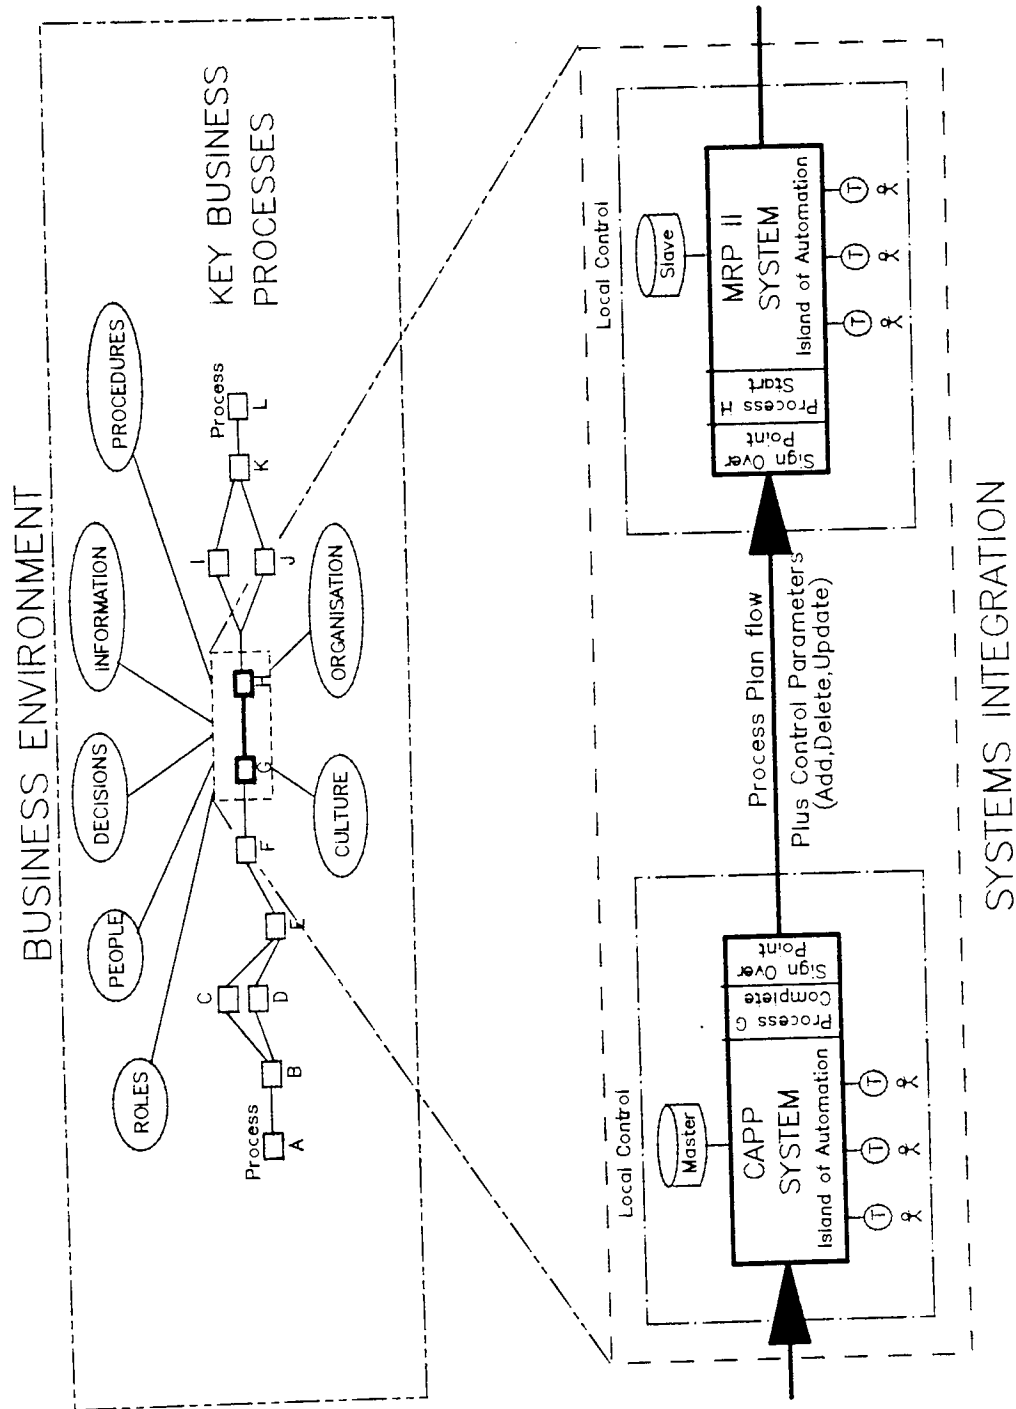 BUSINESS ENVIRONMENT
ROLES
PEOPLE
DECISIONS
INFORMATION
PROCEDURES
Process
A
B
C
D
E
F
G
H
I
J
K
Process
L
CULTURE
ORGANISATION
KEY BUSINESS
PROCESSES
Local Control
Master
CAPP
SYSTEM
Island of Automation
Process G
Complete
Sign Over
Point
T
T
T
Process Plan flow
Plus Control Parameters
(Add,Delete,Update)
Local Control
Slave
Sign Over
Point
Process H
Start
MRP II
SYSTEM
Island of Automation
T
T
T
SYSTEMS INTEGRATION